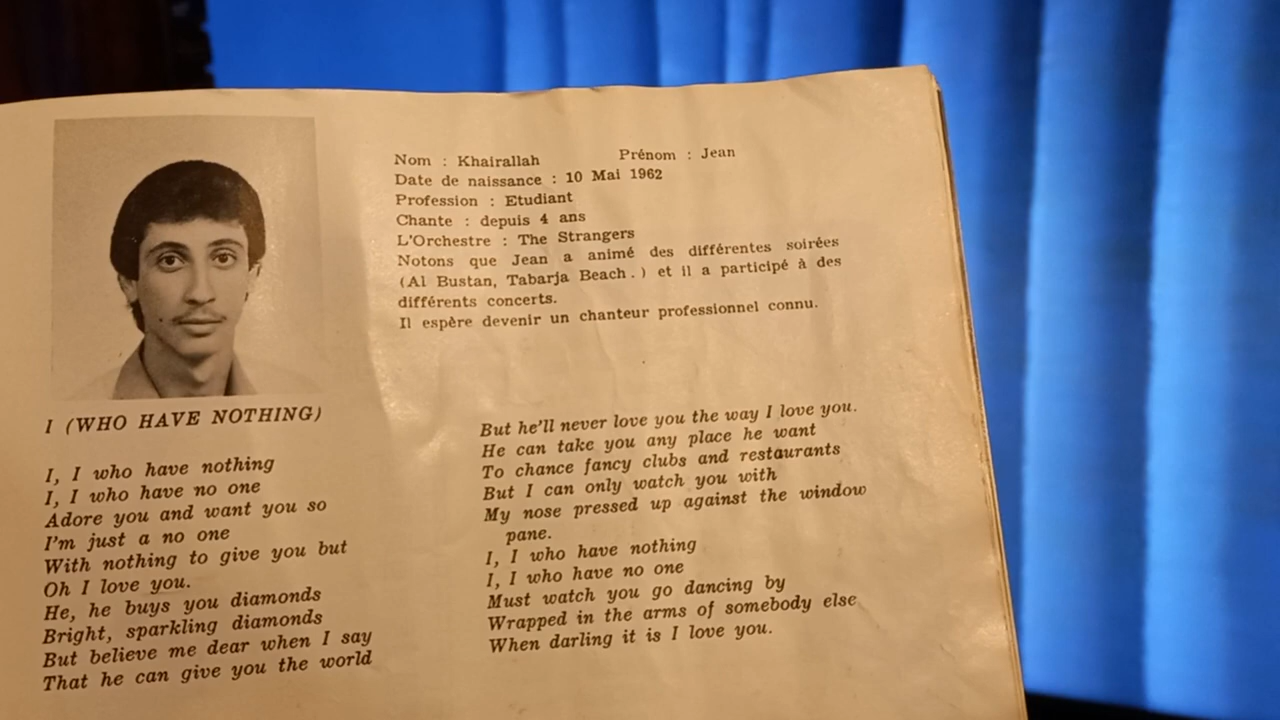 Nom : Khairallah Prénom : Jean
Date de naissance : 10 Mai 1962
Profession : Etudiant
Chante : depuis 4 ans
L'Orchestre : The Strangers
Notons que Jean a animé des différentes soirées
(Al Bustan, Tabarja Beach . ) et il a participé à des
différents concerts.
Il espère devenir un chanteur professionnel connu.
I (WHO HAVE NOTHING)
I, I who have nothing
I, I who have no one
Adore you and want you so
I'm just a no one
With nothing to give you but
Oh I love you.
He, he buys you diamonds
Bright, sparkling diamonds
But believe me dear when I say
That he can give you the world
But he'll never love you the way I love you.
He can take you any place he want
To chance fancy clubs and restaurants
But I can only watch you with
My nose pressed up against the window
pane.
I, I who have nothing
I, I who have no one
Must watch you go dancing by
Wrapped in the arms of somebody else
When darling it is I love you.